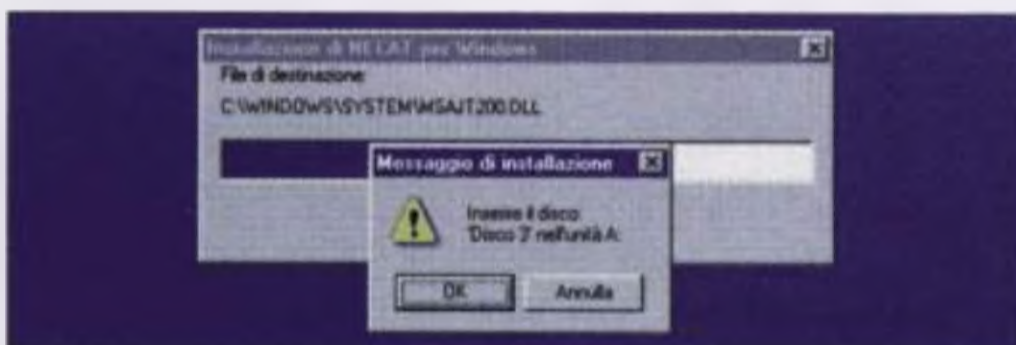 Installazione di NELAT per Windows
File di destinazione:
C:\WINDOWS\SYSTEM\MSAJT200.DLL
Messaggio di installazione
Inserire il disco
'Disco 3' nell'unità A:
OK
Annulla